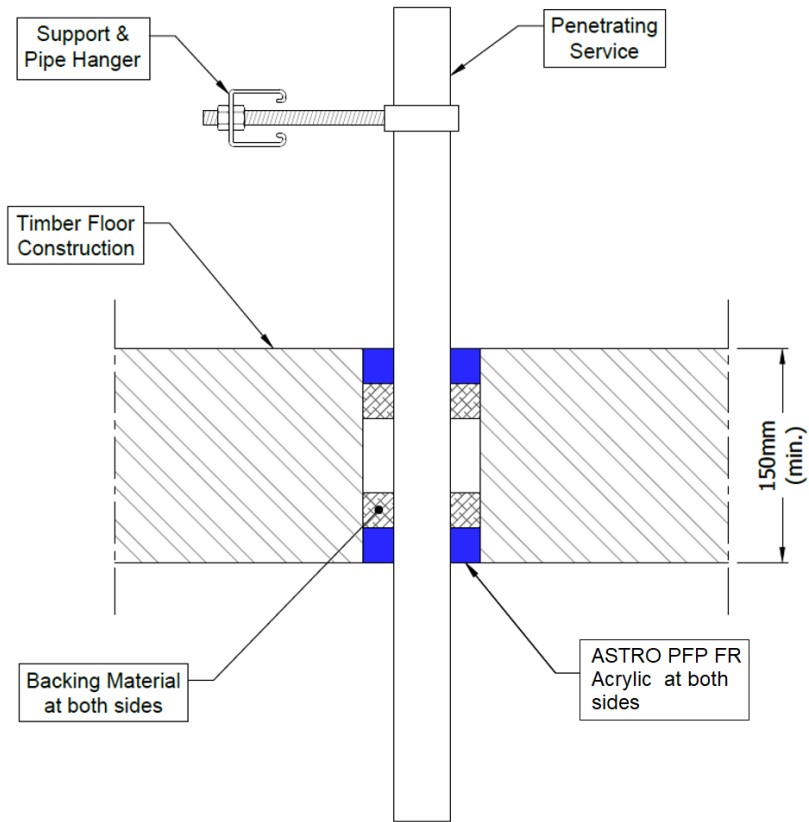 Support &
Pipe Hanger
Penetrating
Service
Timber Floor
Construction
150mm
(min.)
Backing Material
at both sides
ASTRO PFP FR
Acrylic at both
sides